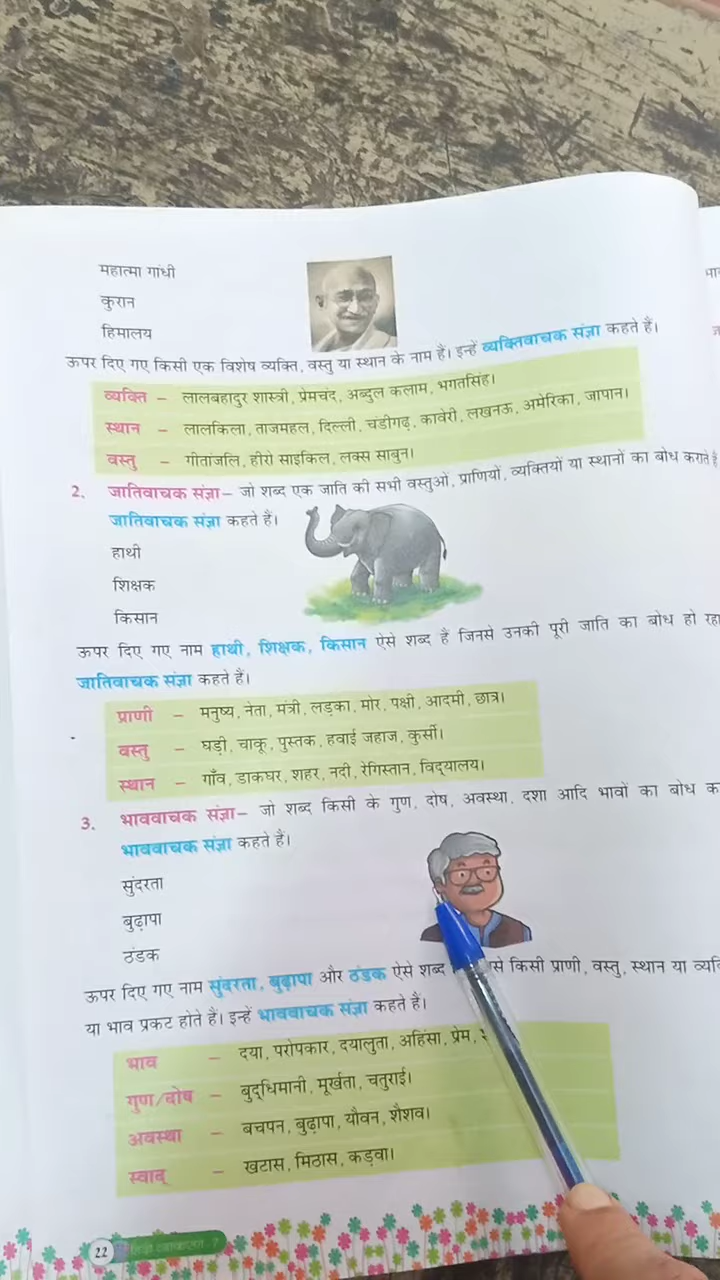 महात्मा गांधी
कुरान
हिमालय
ऊपर दिए गए किसी एक विशेष व्यक्ति, वस्तु या स्थान के नाम हैं। इन्हें व्यक्तिवाचक संज्ञा कहते हैं।
व्यक्ति – लालबहादुर शास्त्री, प्रेमचंद, अब्दुल कलाम, भगतसिंह।
स्थान – लालकिला, ताजमहल, दिल्ली, चंडीगढ़, कावेरी, लखनऊ, अमेरिका, जापान।
वस्तु – गीतांजलि, हीरो साइकिल, लक्स साबुन।
2. जातिवाचक संज्ञा– जो शब्द एक जाति की सभी वस्तुओं, प्राणियों, व्यक्तियों या स्थानों का बोध कराते हैं
जातिवाचक संज्ञा कहते हैं।
हाथी
शिक्षक
किसान
ऊपर दिए गए नाम हाथी, शिक्षक, किसान ऐसे शब्द हैं जिनसे उनकी पूरी जाति का बोध हो रहा
जातिवाचक संज्ञा कहते हैं।
प्राणी – मनुष्य, नेता, मंत्री, लड़का, मोर, पक्षी, आदमी, छात्र।
वस्तु – घड़ी, चाकू, पुस्तक, हवाई जहाज, कुर्सी।
स्थान – गाँव, डाकघर, शहर, नदी, रेगिस्तान, विद्यालय।
3. भाववाचक संज्ञा– जो शब्द किसी के गुण, दोष, अवस्था, दशा आदि भावों का बोध
भाववाचक संज्ञा कहते हैं।
सुंदरता
बुढ़ापा
ठंडक
ऊपर दिए गए नाम सुंदरता, बुढ़ापा और ठंडक ऐसे शब्द किसी प्राणी, वस्तु, स्थान या
या भाव प्रकट होते हैं। इन्हें भाववाचक संज्ञा कहते हैं।
भाव – दया, परोपकार, दयालुता, अहिंसा, प्रेम,
गुण/दोष – बुद्धिमानी, मूर्खता, चतुराई।
अवस्था – बचपन, बुढ़ापा, यौवन, शैशव।
स्वाद् – खटास, मिठास, कड़वा।
22